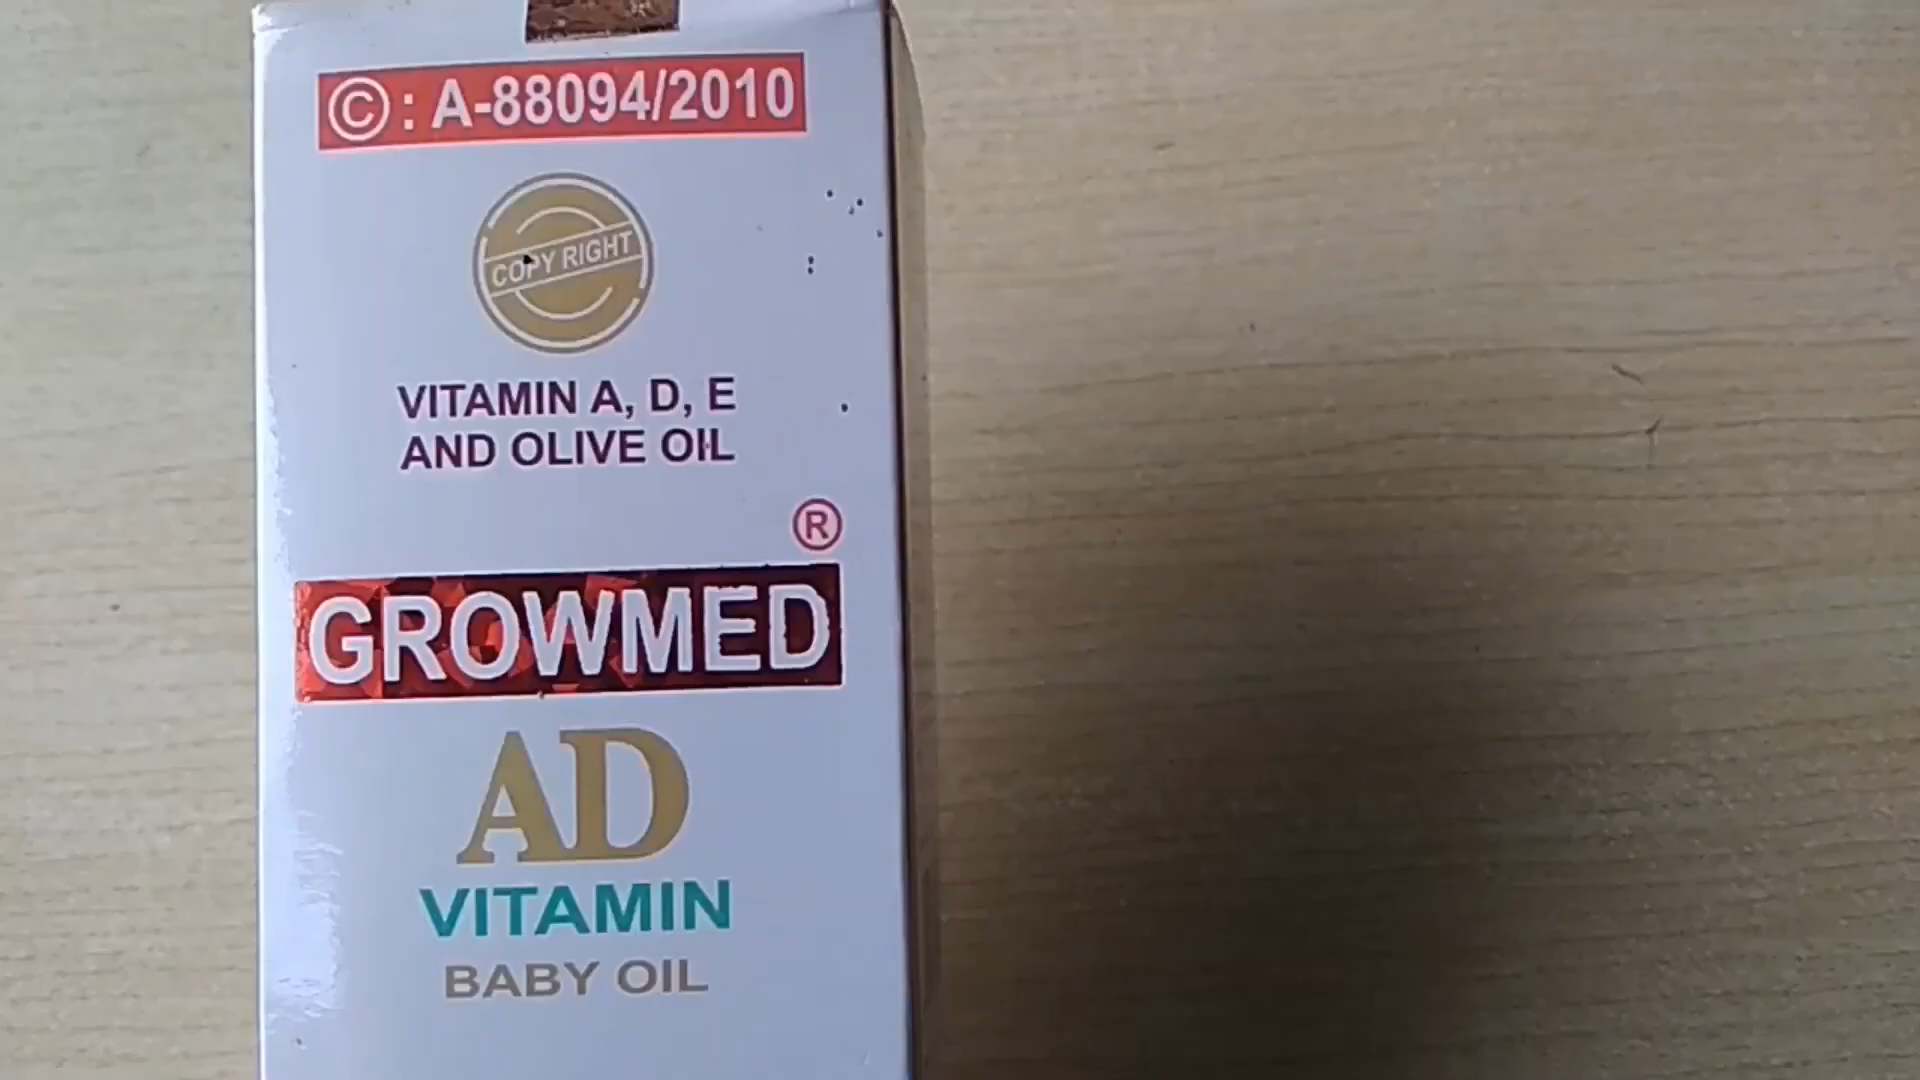 ©: A-88094/2010
COPY RIGHT
VITAMIN A, D, E
AND OLIVE OIL
®
GROWMED
AD
VITAMIN
BABY OIL